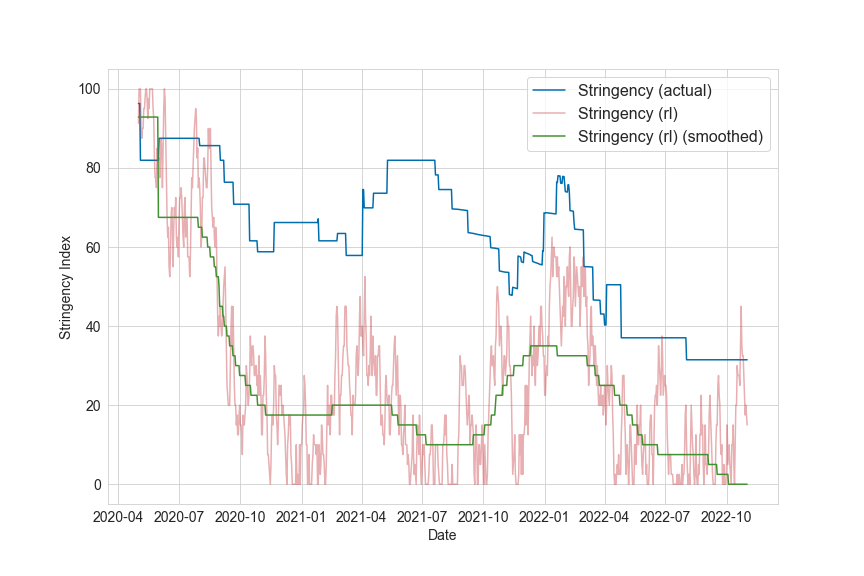 Stringency (actual)
Stringency (rl)
Stringency (rl) (smoothed)
Stringency Index
100
80
60
40
20
0
2020-04 2020-07 2020-10 2021-01 2021-04 2021-07 2021-10 2022-01 2022-04 2022-07 2022-10
Date